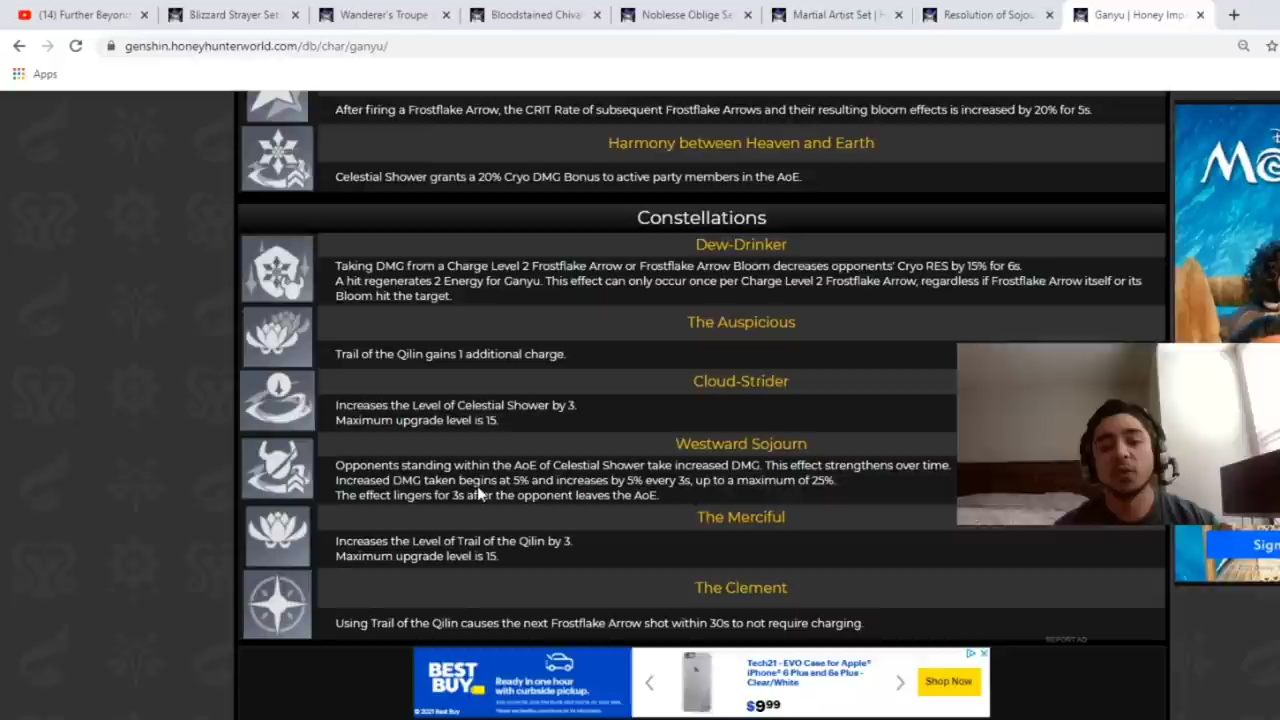 (14) Further Beyond
Blizzard Strayer Set
Wanderer's Troupe
Bloodstained Chiva
Noblesse Oblige Se
Martial Artist Set | H
Resolution of Sojou
Ganyu | Honey Imp
genshin.honeyhunterworld.com/db/char/ganyu/
Apps
After firing a Frostflake Arrow, the CRIT Rate of subsequent Frostflake Arrows and their resulting bloom effects is increased by 20% for 5s.
Harmony between Heaven and Earth
Celestial Shower grants a 20% Cryo DMG Bonus to active party members in the AoE.
Constellations
Dew-Drinker
Taking DMG from a Charge Level 2 Frostflake Arrow or Frostflake Arrow Bloom decreases opponents' Cryo RES by 15% for 6s.
A hit regenerates 2 Energy for Ganyu. This effect can only occur once per Charge Level 2 Frostflake Arrow, regardless if Frostflake Arrow itself or its
Bloom hit the target.
The Auspicious
Trail of the Qilin gains 1 additional charge.
Cloud-Strider
Increases the Level of Celestial Shower by 3.
Maximum upgrade level is 15.
Westward Sojourn
Opponents standing within the AoE of Celestial Shower take increased DMG. This effect strengthens over time.
Increased DMG taken begins at 5% and increases by 5% every 3s, up to a maximum of 25%.
The effect lingers for 3s after the opponent leaves the AoE.
The Merciful
Increases the Level of Trail of the Qilin by 3.
Maximum upgrade level is 15.
The Clement
Using Trail of the Qilin causes the next Frostflake Arrow shot within 30s to not require charging.
REPORT AD
Sign
BEST BUY
Ready in one hour
with curbside pickup.
© 2021 Best Buy
Tech21 - EVO Case for Apple®
iPhone® 6 Plus and 6s Plus -
Clear/White
$9.99
Shop Now